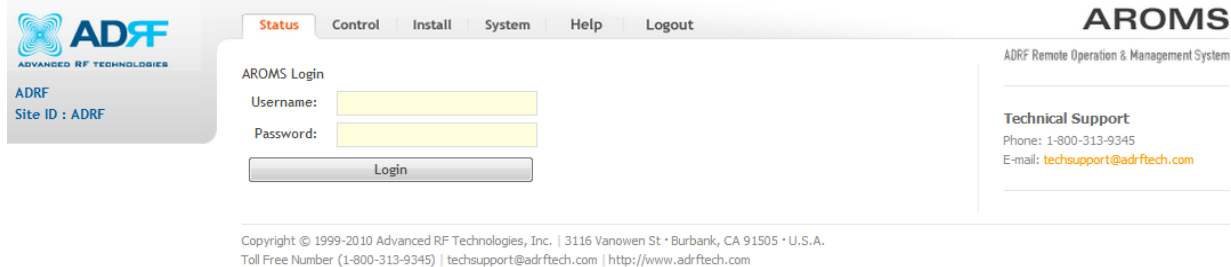 ADRF
ADVANCED RF TECHNOLOGIES
ADRF
Site ID : ADRF
Status Control Install System Help Logout
AROMS
ADRF Remote Operation & Management System
AROMS Login
Username:
Password:
Login
Technical Support
Phone: 1-800-313-9345
E-mail: techsupport@adrftech.com
Copyright © 1999-2010 Advanced RF Technologies, Inc. | 3116 Vanowen St · Burbank, CA 91505 · U.S.A.
Toll Free Number (1-800-313-9345) | techsupport@adrftech.com | http://www.adrftech.com